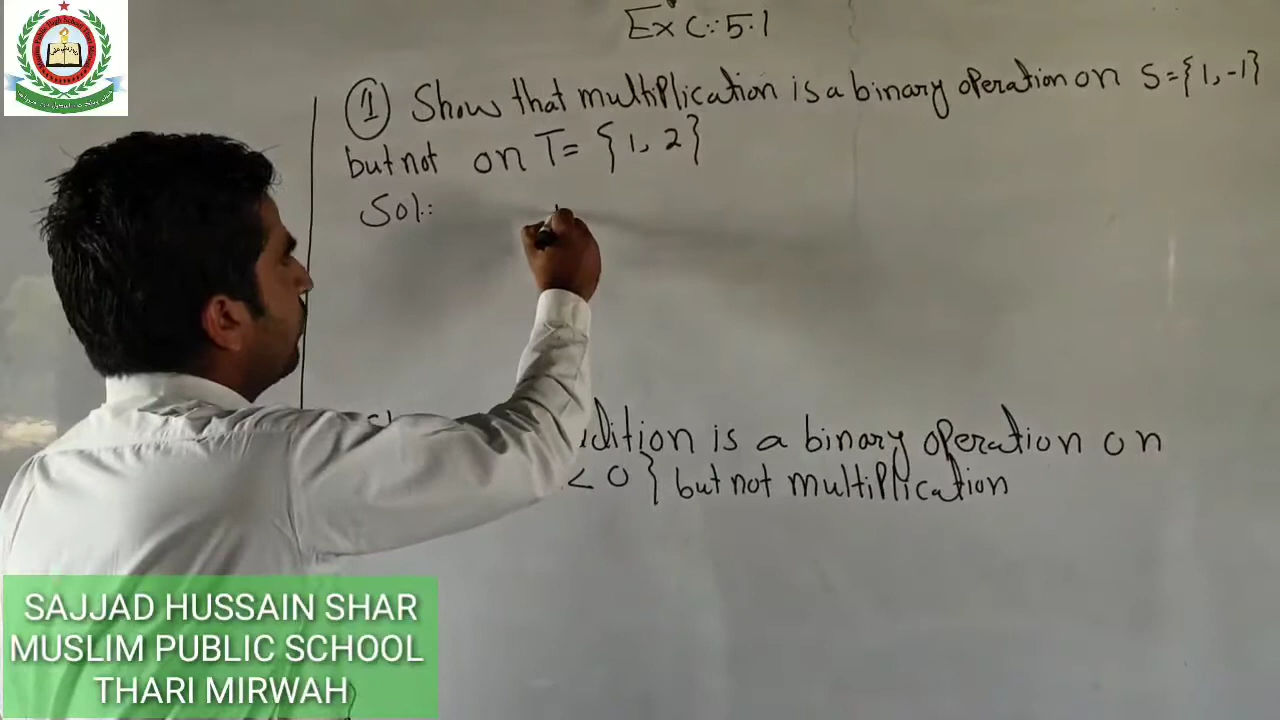 Exc:: 5.1
① Show that multiplication is a binary operation on S = {1, -1}
but not on T = {1, 2}
Sol::
dition is a binary operation on
< 0 } but not multiplication
SAJJAD HUSSAIN SHAR
MUSLIM PUBLIC SCHOOL
THARI MIRWAH